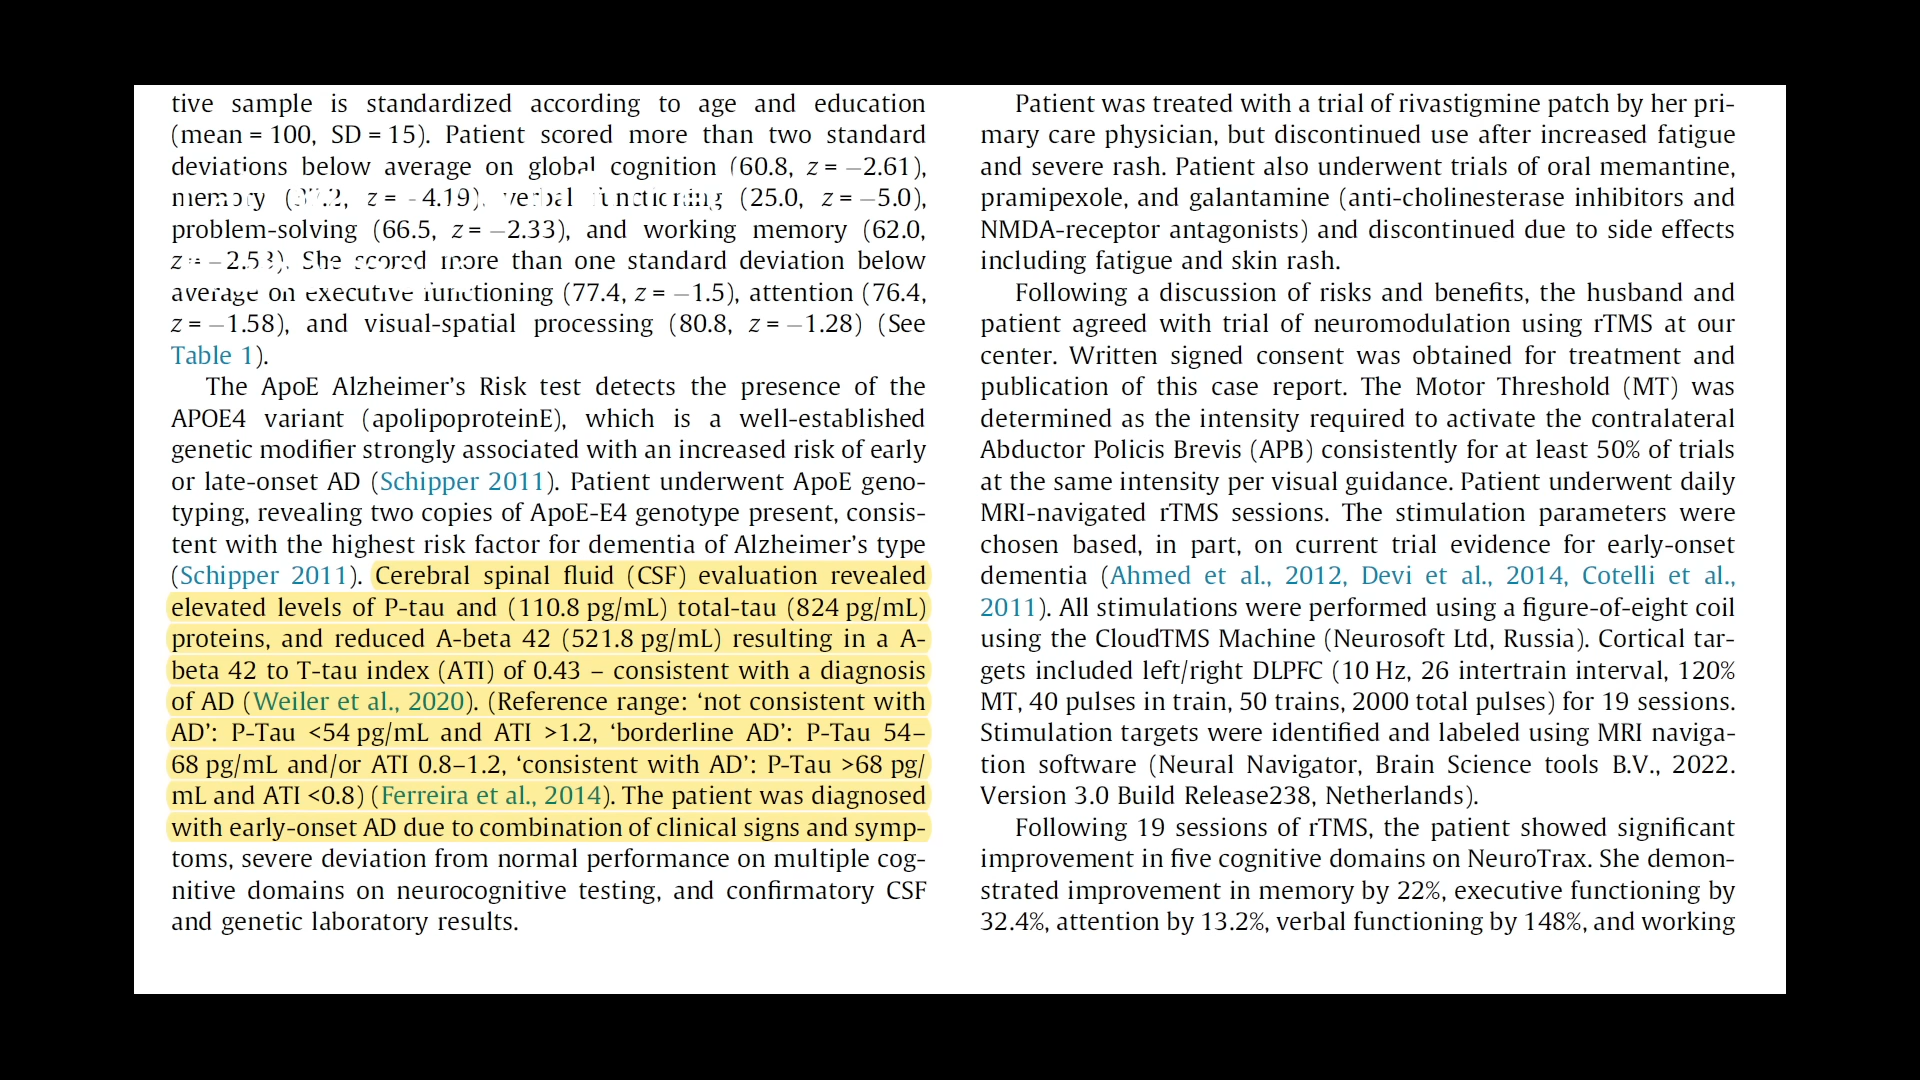 tive sample is standardized according to age and education
(mean = 100, SD = 15). Patient scored more than two standard
deviations below average on global cognition (60.8, z = −2.61),
memory (37.2, z = −4.19), verbal functioning (25.0, z = −5.0),
problem-solving (66.5, z = −2.33), and working memory (62.0,
z = −2.53). She scored more than one standard deviation below
average on executive functioning (77.4, z = −1.5), attention (76.4,
z = −1.58), and visual-spatial processing (80.8, z = −1.28) (See
Table 1).
The ApoE Alzheimer’s Risk test detects the presence of the
APOE4 variant (apolipoproteinE), which is a well-established
genetic modifier strongly associated with an increased risk of early
or late-onset AD (Schipper 2011). Patient underwent ApoE geno-
typing, revealing two copies of ApoE-E4 genotype present, consis-
tent with the highest risk factor for dementia of Alzheimer’s type
(Schipper 2011). Cerebral spinal fluid (CSF) evaluation revealed
elevated levels of P-tau and (110.8 pg/mL) total-tau (824 pg/mL)
proteins, and reduced A-beta 42 (521.8 pg/mL) resulting in a A-
beta 42 to T-tau index (ATI) of 0.43 – consistent with a diagnosis
of AD (Weiler et al., 2020). (Reference range: ‘not consistent with
AD’: P-Tau <54 pg/mL and ATI >1.2, ‘borderline AD’: P-Tau 54–
68 pg/mL and/or ATI 0.8–1.2, ‘consistent with AD’: P-Tau >68 pg/
mL and ATI <0.8) (Ferreira et al., 2014). The patient was diagnosed
with early-onset AD due to combination of clinical signs and symp-
toms, severe deviation from normal performance on multiple cog-
nitive domains on neurocognitive testing, and confirmatory CSF
and genetic laboratory results.
Patient was treated with a trial of rivastigmine patch by her pri-
mary care physician, but discontinued use after increased fatigue
and severe rash. Patient also underwent trials of oral memantine,
pramipexole, and galantamine (anti-cholinesterase inhibitors and
NMDA-receptor antagonists) and discontinued due to side effects
including fatigue and skin rash.
Following a discussion of risks and benefits, the husband and
patient agreed with trial of neuromodulation using rTMS at our
center. Written signed consent was obtained for treatment and
publication of this case report. The Motor Threshold (MT) was
determined as the intensity required to activate the contralateral
Abductor Policis Brevis (APB) consistently for at least 50% of trials
at the same intensity per visual guidance. Patient underwent daily
MRI-navigated rTMS sessions. The stimulation parameters were
chosen based, in part, on current trial evidence for early-onset
dementia (Ahmed et al., 2012, Devi et al., 2014, Cotelli et al.,
2011). All stimulations were performed using a figure-of-eight coil
using the CloudTMS Machine (Neurosoft Ltd, Russia). Cortical tar-
gets included left/right DLPFC (10 Hz, 26 intertrain interval, 120%
MT, 40 pulses in train, 50 trains, 2000 total pulses) for 19 sessions.
Stimulation targets were identified and labeled using MRI naviga-
tion software (Neural Navigator, Brain Science tools B.V., 2022.
Version 3.0 Build Release238, Netherlands).
Following 19 sessions of rTMS, the patient showed significant
improvement in five cognitive domains on NeuroTrax. She demon-
strated improvement in memory by 22%, executive functioning by
32.4%, attention by 13.2%, verbal functioning by 148%, and working